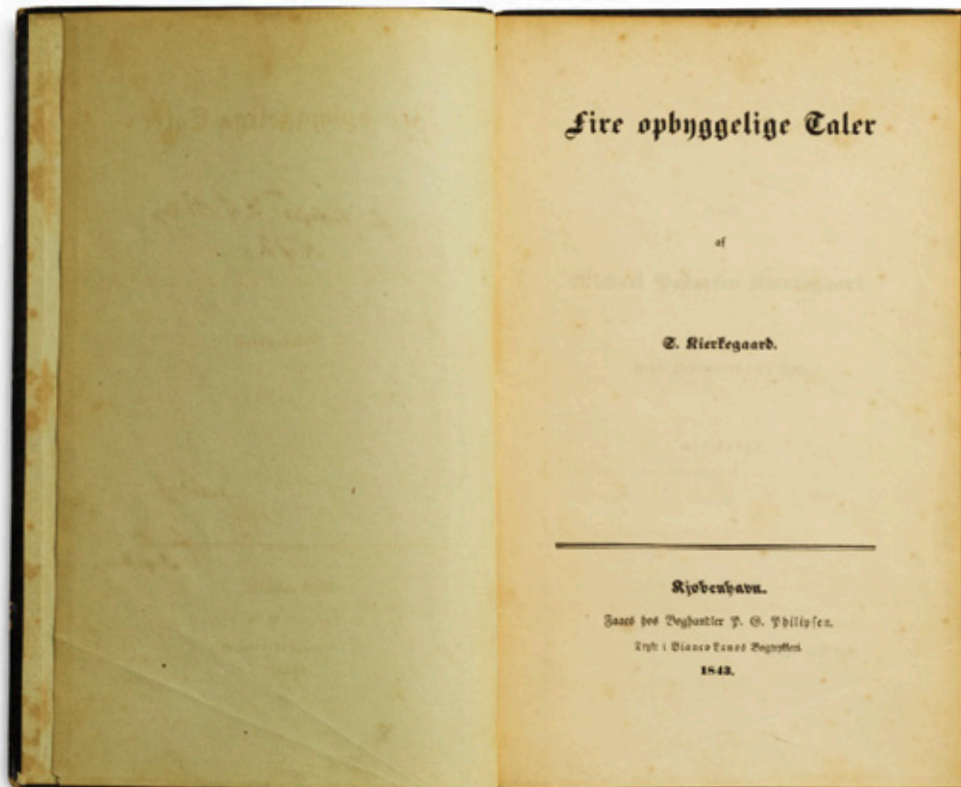 Fire opbyggelige Taler
af
S. Kierkegaard.
Kjøbenhavn.
Faaes hos Boghandler P. G. Philipsen.
Trykt i Bianco Lunos Bogtrykkeri
1843.